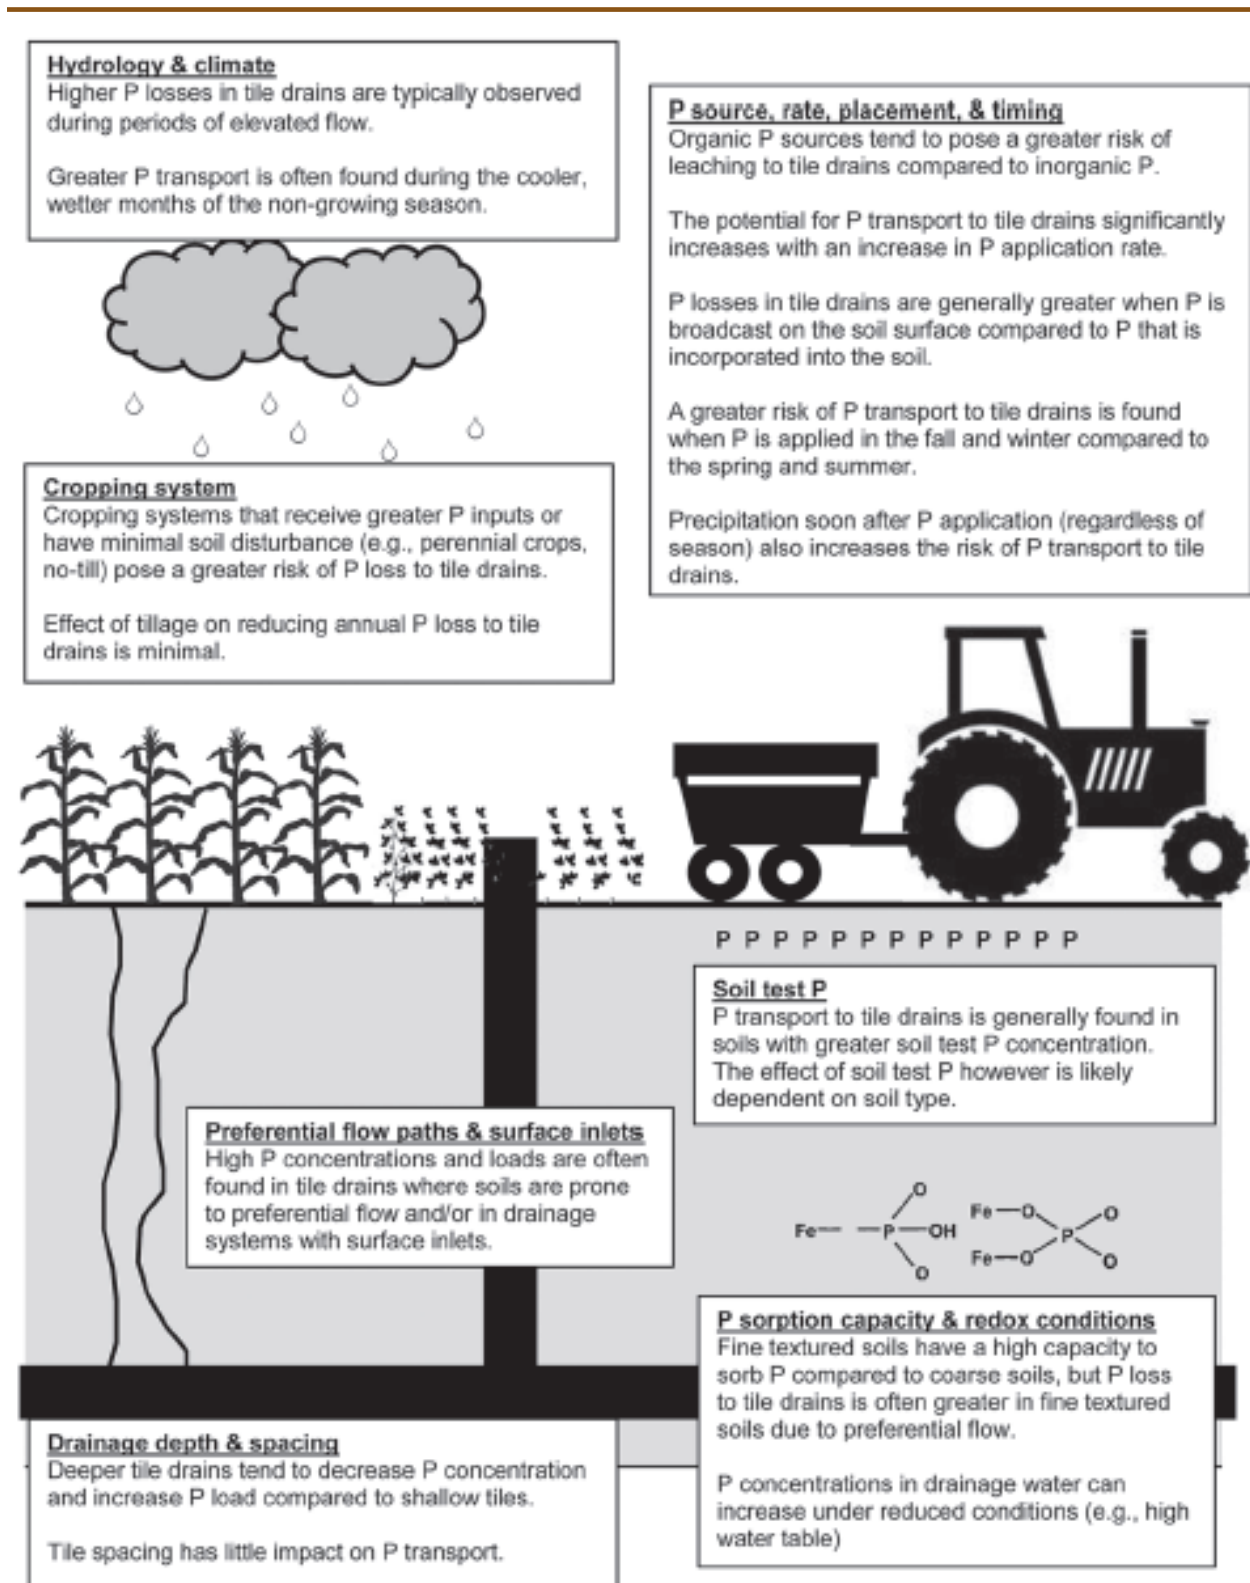 Hydrology & climate
Higher P losses in tile drains are typically observed
during periods of elevated flow.
Greater P transport is often found during the cooler,
wetter months of the non-growing season.
P source, rate, placement, & timing
Organic P sources tend to pose a greater risk of
leaching to tile drains compared to inorganic P.
The potential for P transport to tile drains significantly
increases with an increase in P application rate.
P losses in tile drains are generally greater when P is
broadcast on the soil surface compared to P that is
incorporated into the soil.
A greater risk of P transport to tile drains is found
when P is applied in the fall and winter compared to
the spring and summer.
Precipitation soon after P application (regardless of
season) also increases the risk of P transport to tile
drains.
Cropping system
Cropping systems that receive greater P inputs or
have minimal soil disturbance (e.g., perennial crops,
no-till) pose a greater risk of P loss to tile drains.
Effect of tillage on reducing annual P loss to tile
drains is minimal.
P P P P P P P P P P P P P
Soil test P
P transport to tile drains is generally found in
soils with greater soil test P concentration.
The effect of soil test P however is likely
dependent on soil type.
Preferential flow paths & surface inlets
High P concentrations and loads are often
found in tile drains where soils are prone
to preferential flow and/or in drainage
systems with surface inlets.
O
Fe P OH
O
Fe O O
P
Fe O O
P sorption capacity & redox conditions
Fine textured soils have a high capacity to
sorb P compared to coarse soils, but P loss
to tile drains is often greater in fine textured
soils due to preferential flow.
P concentrations in drainage water can
increase under reduced conditions (e.g., high
water table)
Drainage depth & spacing
Deeper tile drains tend to decrease P concentration
and increase P load compared to shallow tiles.
Tile spacing has little impact on P transport.